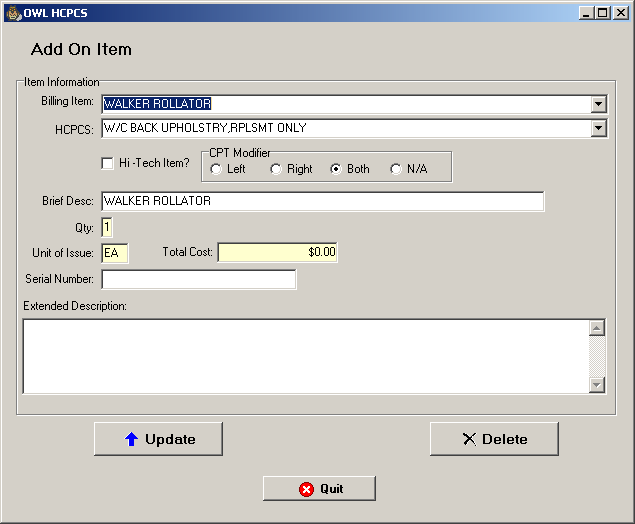 OWL HCPCS
Add On Item
Item Information
Billing Item: WALKER ROLLATOR
HCPCS: W/C BACK UPHOLSTRY,RPLSMT ONLY
CPT Modifier
Hi -Tech Item? Left Right Both N/A
Brief Desc: WALKER ROLLATOR
Qty: 1
Unit of Issue: EA Total Cost: $0.00
Serial Number:
Extended Description:
Update Delete
Quit